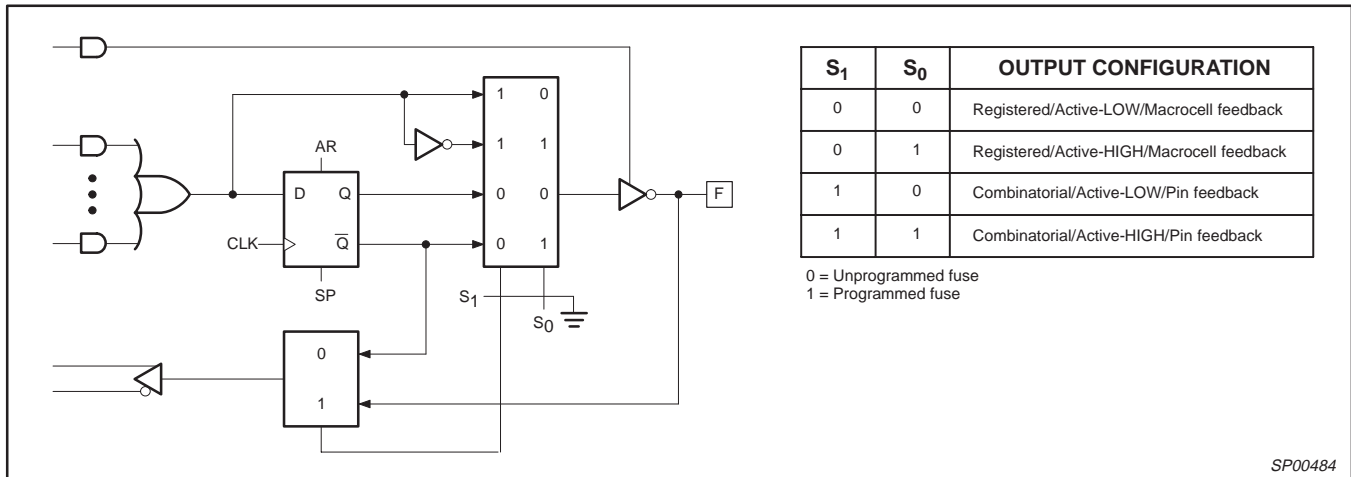 1 0
1 1
0 0
0 1
AR
D Q
CLK Q̅
SP
F
S1
S0
0
1
S1 S0 OUTPUT CONFIGURATION
0 0 Registered/Active-LOW/Macrocell feedback
0 1 Registered/Active-HIGH/Macrocell feedback
1 0 Combinatorial/Active-LOW/Pin feedback
1 1 Combinatorial/Active-HIGH/Pin feedback
0 = Unprogrammed fuse
1 = Programmed fuse
SP00484